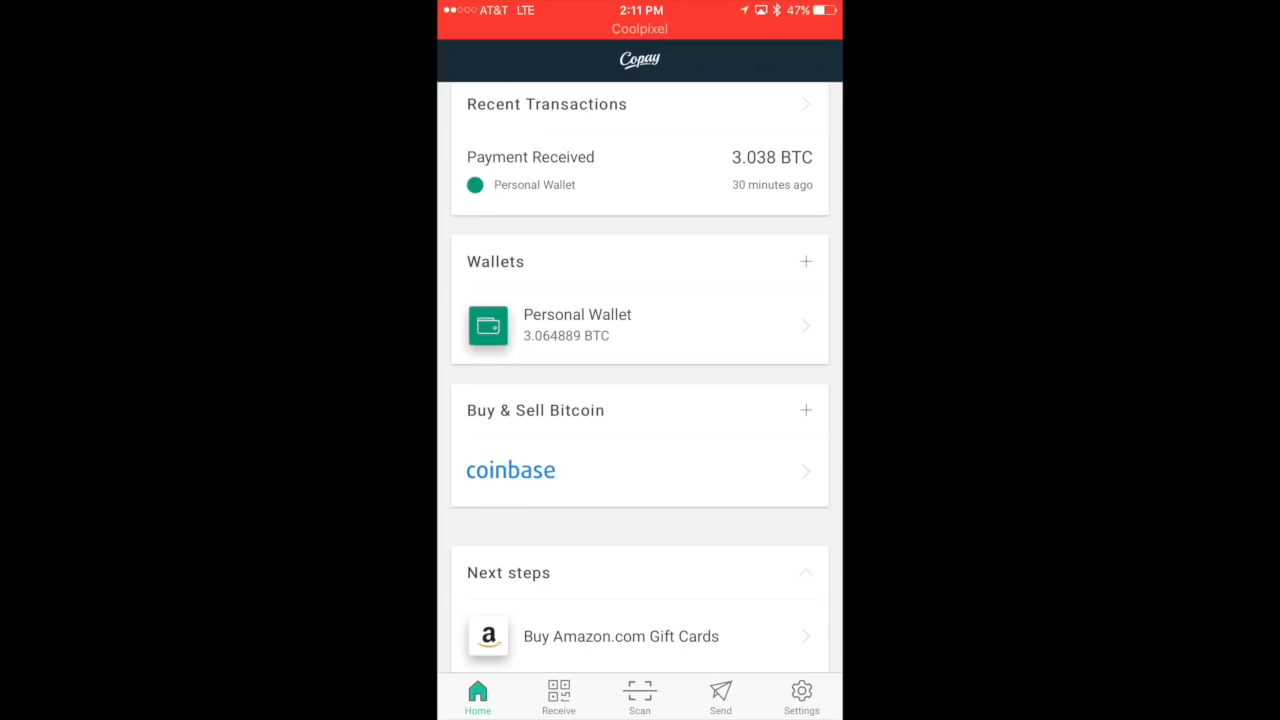 AT&T LTE 2:11 PM 47%
Coolpixel
Copay
Recent Transactions
Payment Received 3.038 BTC
Personal Wallet 30 minutes ago
Wallets
Personal Wallet
3.064889 BTC
Buy & Sell Bitcoin
coinbase
Next steps
a Buy Amazon.com Gift Cards
Home Receive Scan Send Settings